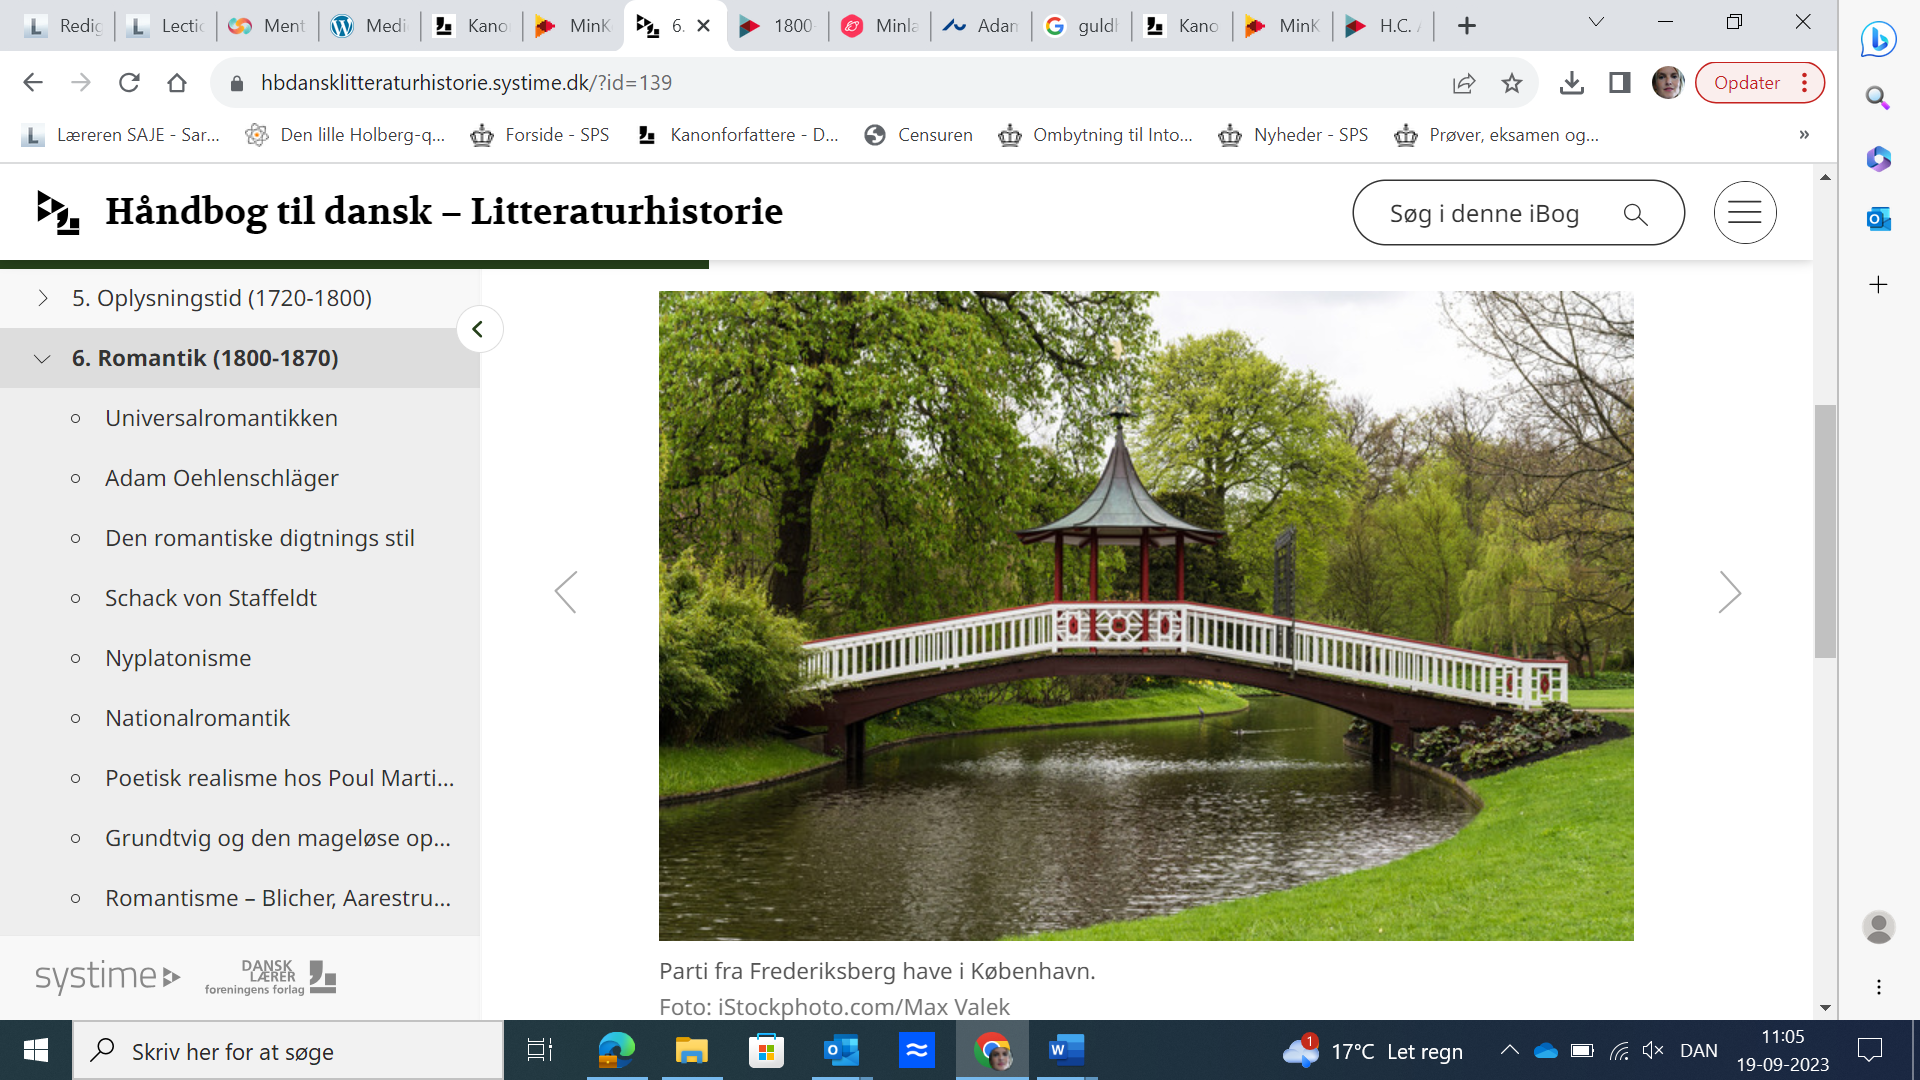 Redig
Lectio
Ment
Medi
Kano
MinK
6.
1800-
Minla
Adam
guldh
Kano
MinK
H.C. A
hbdansklitteraturhistorie.systime.dk/?id=139
Opdater
Læreren SAJE - Sar...
Den lille Holberg-q...
Forside - SPS
Kanonforfattere - D...
Censuren
Ombytning til Into...
Nyheder - SPS
Prøver, eksamen og...
»
Håndbog til dansk – Litteraturhistorie
Søg i denne iBog
5. Oplysningstid (1720-1800)
6. Romantik (1800-1870)
Universalromantikken
Adam Oehlenschläger
Den romantiske digtnings stil
Schack von Staffeldt
Nyplatonisme
Nationalromantik
Poetisk realisme hos Poul Marti...
Grundtvig og den mageløse op...
Romantisme – Blicher, Aarestru...
systime
DANSK
LÆRER
foreningens forlag
Parti fra Frederiksberg have i København.
Foto: iStockphoto.com/Max Valek
Skriv her for at søge
1
17°C Let regn
DAN
11:05
19-09-2023